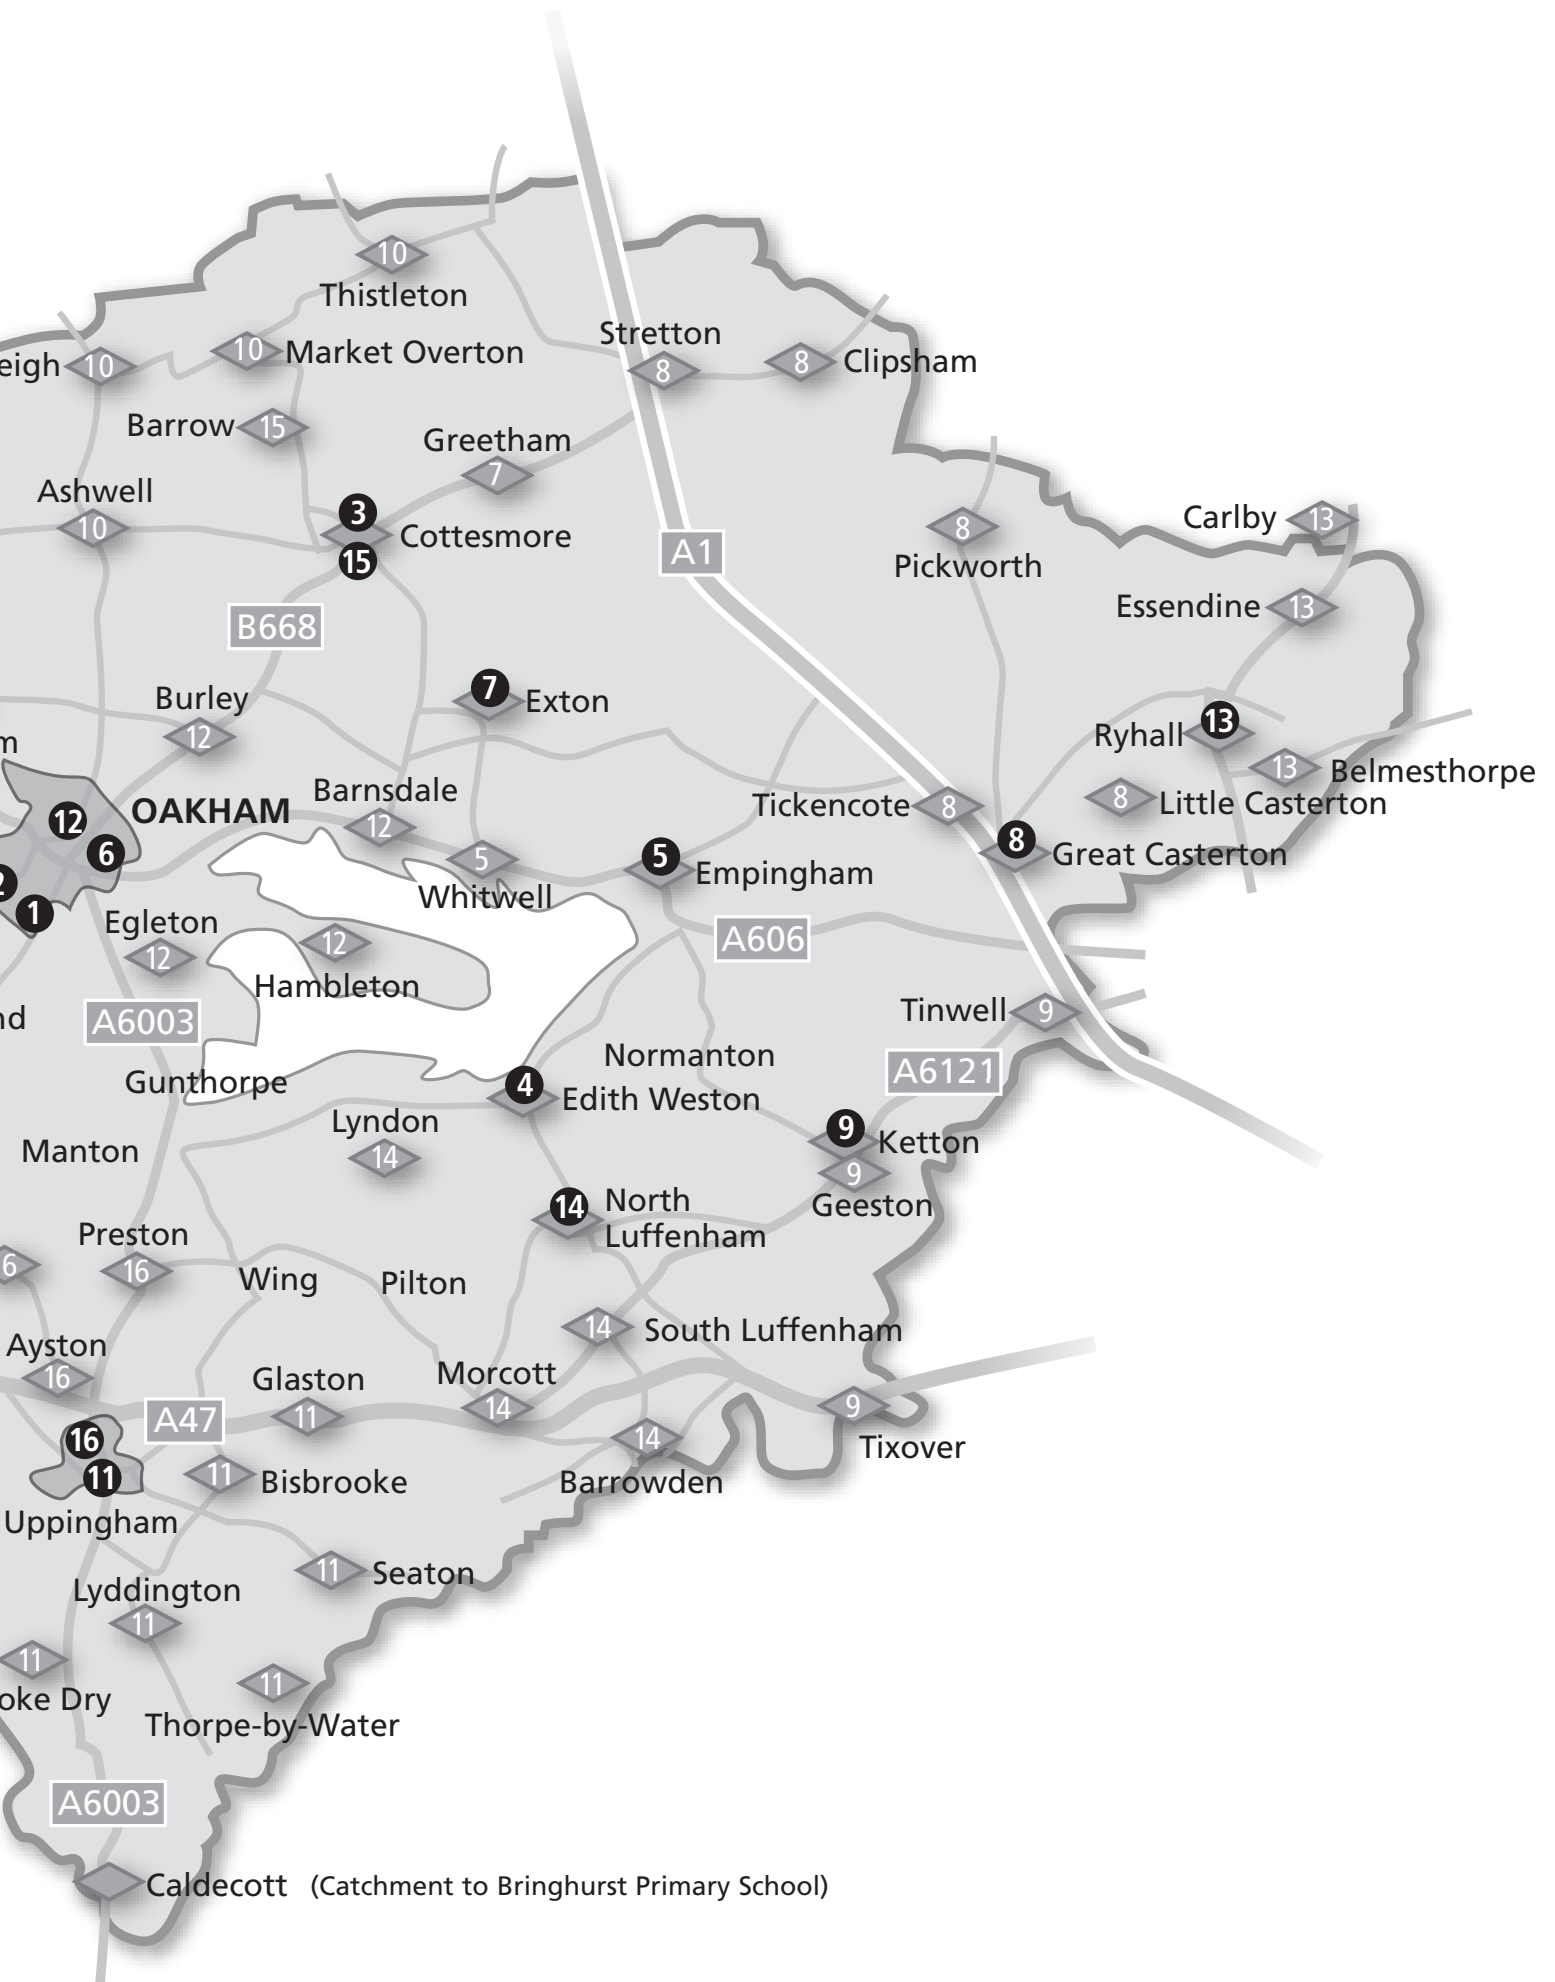 10
Thistleton
Stretton
8
8
Clipsham
eigh
10
10
Market Overton
Barrow
15
Greetham
7
Ashwell
10
3
Cottesmore
15
A1
8
Pickworth
Carlby
13
Essendine
13
B668
Burley
12
7
Exton
Ryhall
13
13
Belmesthorpe
m
OAKHAM
12
6
2
1
Barnsdale
12
5
Whitwell
5
Empingham
Tickencote
8
8
Little Casterton
8
Great Casterton
Egleton
12
12
Hambleton
A606
nd
A6003
Tinwell
9
Gunthorpe
Normanton
A6121
4
Edith Weston
Lyndon
14
9
Ketton
9
Geeston
Manton
14
North
Luffenham
Preston
16
6
Wing
Pilton
Ayston
16
14
South Luffenham
Glaston
11
Morcott
14
A47
9
Tixover
16
11
Uppingham
11
Bisbrooke
14
Barrowden
11
Seaton
Lyddington
11
11
oke Dry
11
Thorpe-by-Water
A6003
Caldecott (Catchment to Bringhurst Primary School)